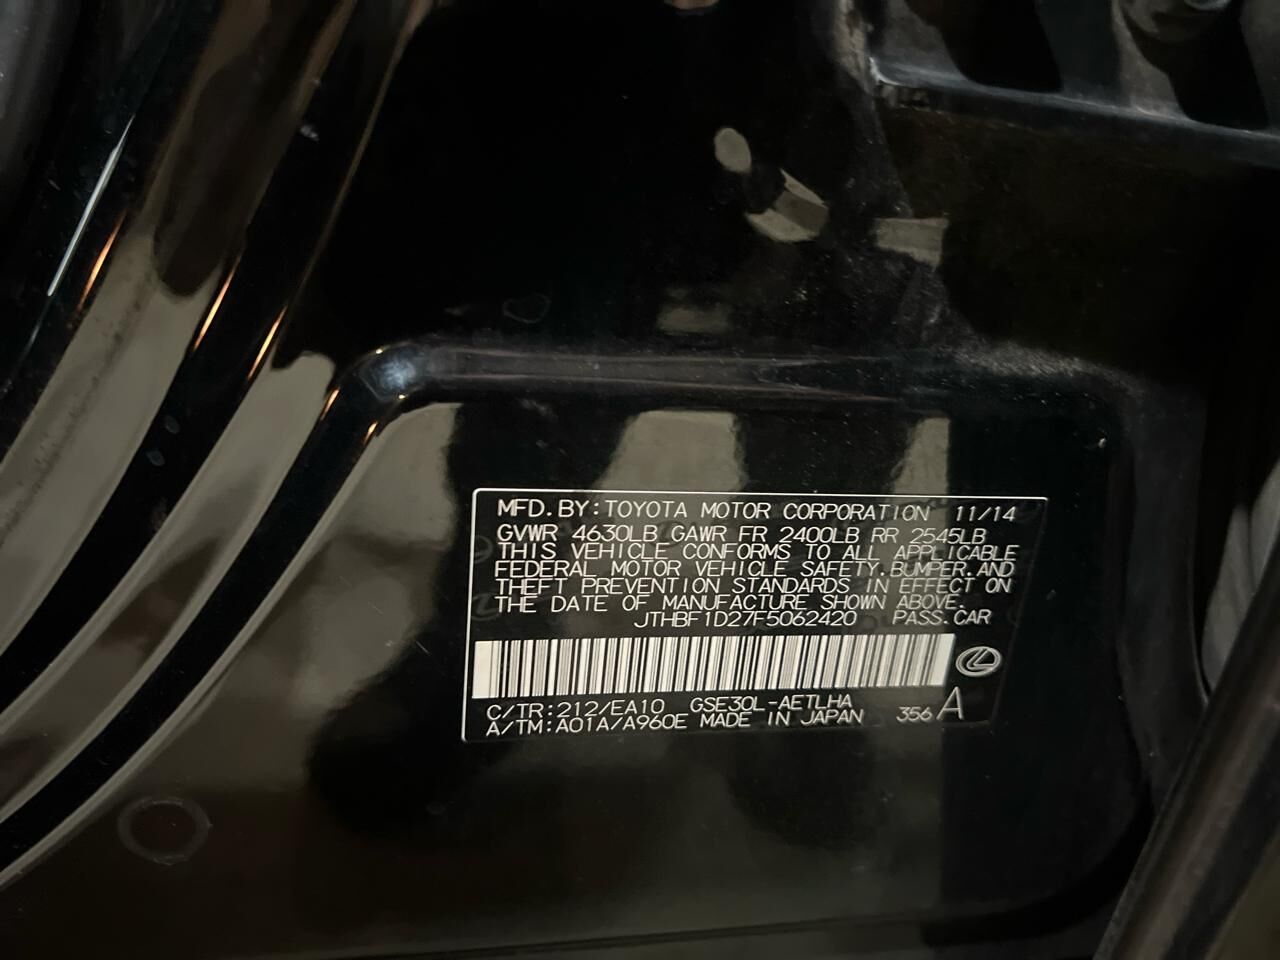 MFD.BY:TOYOTA MOTOR CORPORATION 11/14
GVWR 4630LB GAWR FR 2400LB RR 2545LB
THIS VEHICLE CONFORMS TO ALL APPLICABLE
FEDERAL MOTOR VEHICLE SAFETY,BUMPER,AND
THEFT PREVENTION STANDARDS IN EFFECT ON
THE DATE OF MANUFACTURE SHOWN ABOVE.
JTHBF1D27F5062420 PASS.CAR
C/TR:212/EA10 GSE30L-AETLHA
A/TM:A01A/A960E MADE IN JAPAN 356 A